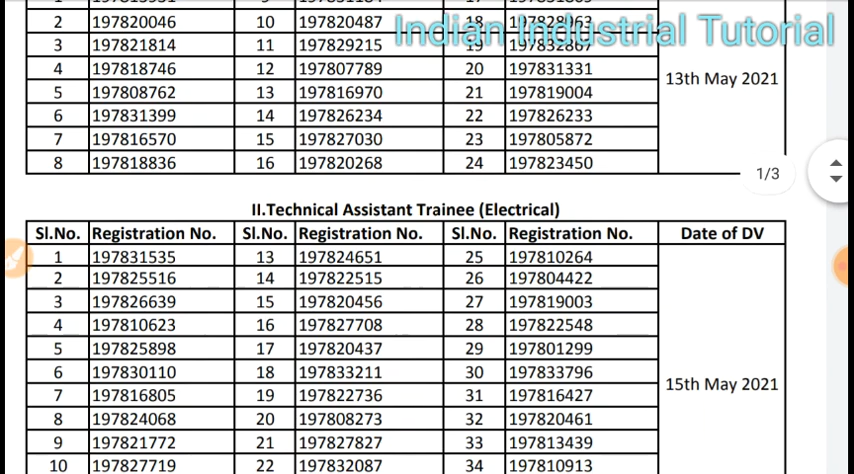 2 197820046 10 197820487 18
3 197821814 11 197829215 19
Indian Industrial Tutorial
4 197818746 12 197807789 20 197831331
13th May 2021
5 197808762 13 197816970 21 197819004
6 197831399 14 197826234 22 197826233
7 197816570 15 197827030 23 197805872
8 197818836 16 197820268 24 197823450
1/3
II.Technical Assistant Trainee (Electrical)
Sl.No. Registration No. Sl.No. Registration No. Sl.No. Registration No. Date of DV
1 197831535 13 197824651 25 197810264
2 197825516 14 197822515 26 197804422
3 197826639 15 197820456 27 197819003
4 197810623 16 197827708 28 197822548
5 197825898 17 197820437 29 197801299
6 197830110 18 197833211 30 197833796
15th May 2021
7 197816805 19 197822736 31 197816427
8 197824068 20 197808273 32 197820461
9 197821772 21 197827827 33 197813439
10 197827719 22 197832087 34 197810913